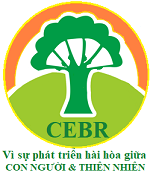 CEBR
Vì sự phát triển hài hòa giữa
CON NGƯỜI & THIÊN NHIÊN